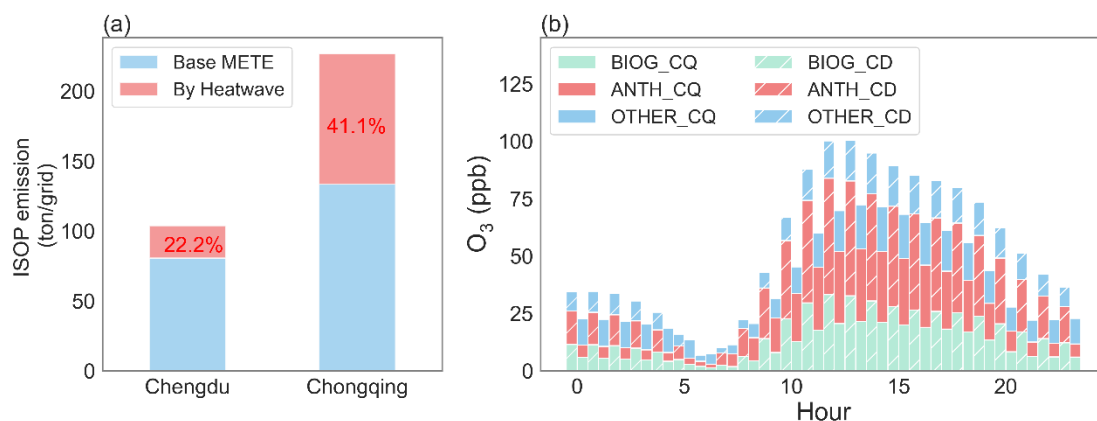 (a)
ISOP emission
(ton/grid)
200
150
100
50
0
Base METE
By Heatwave
22.2%
41.1%
Chengdu
Chongqing
(b)
O₃ (ppb)
125
100
75
50
25
0
BIOG_CQ
ANTH_CQ
OTHER_CQ
BIOG_CD
ANTH_CD
OTHER_CD
0
5
10
15
20
Hour